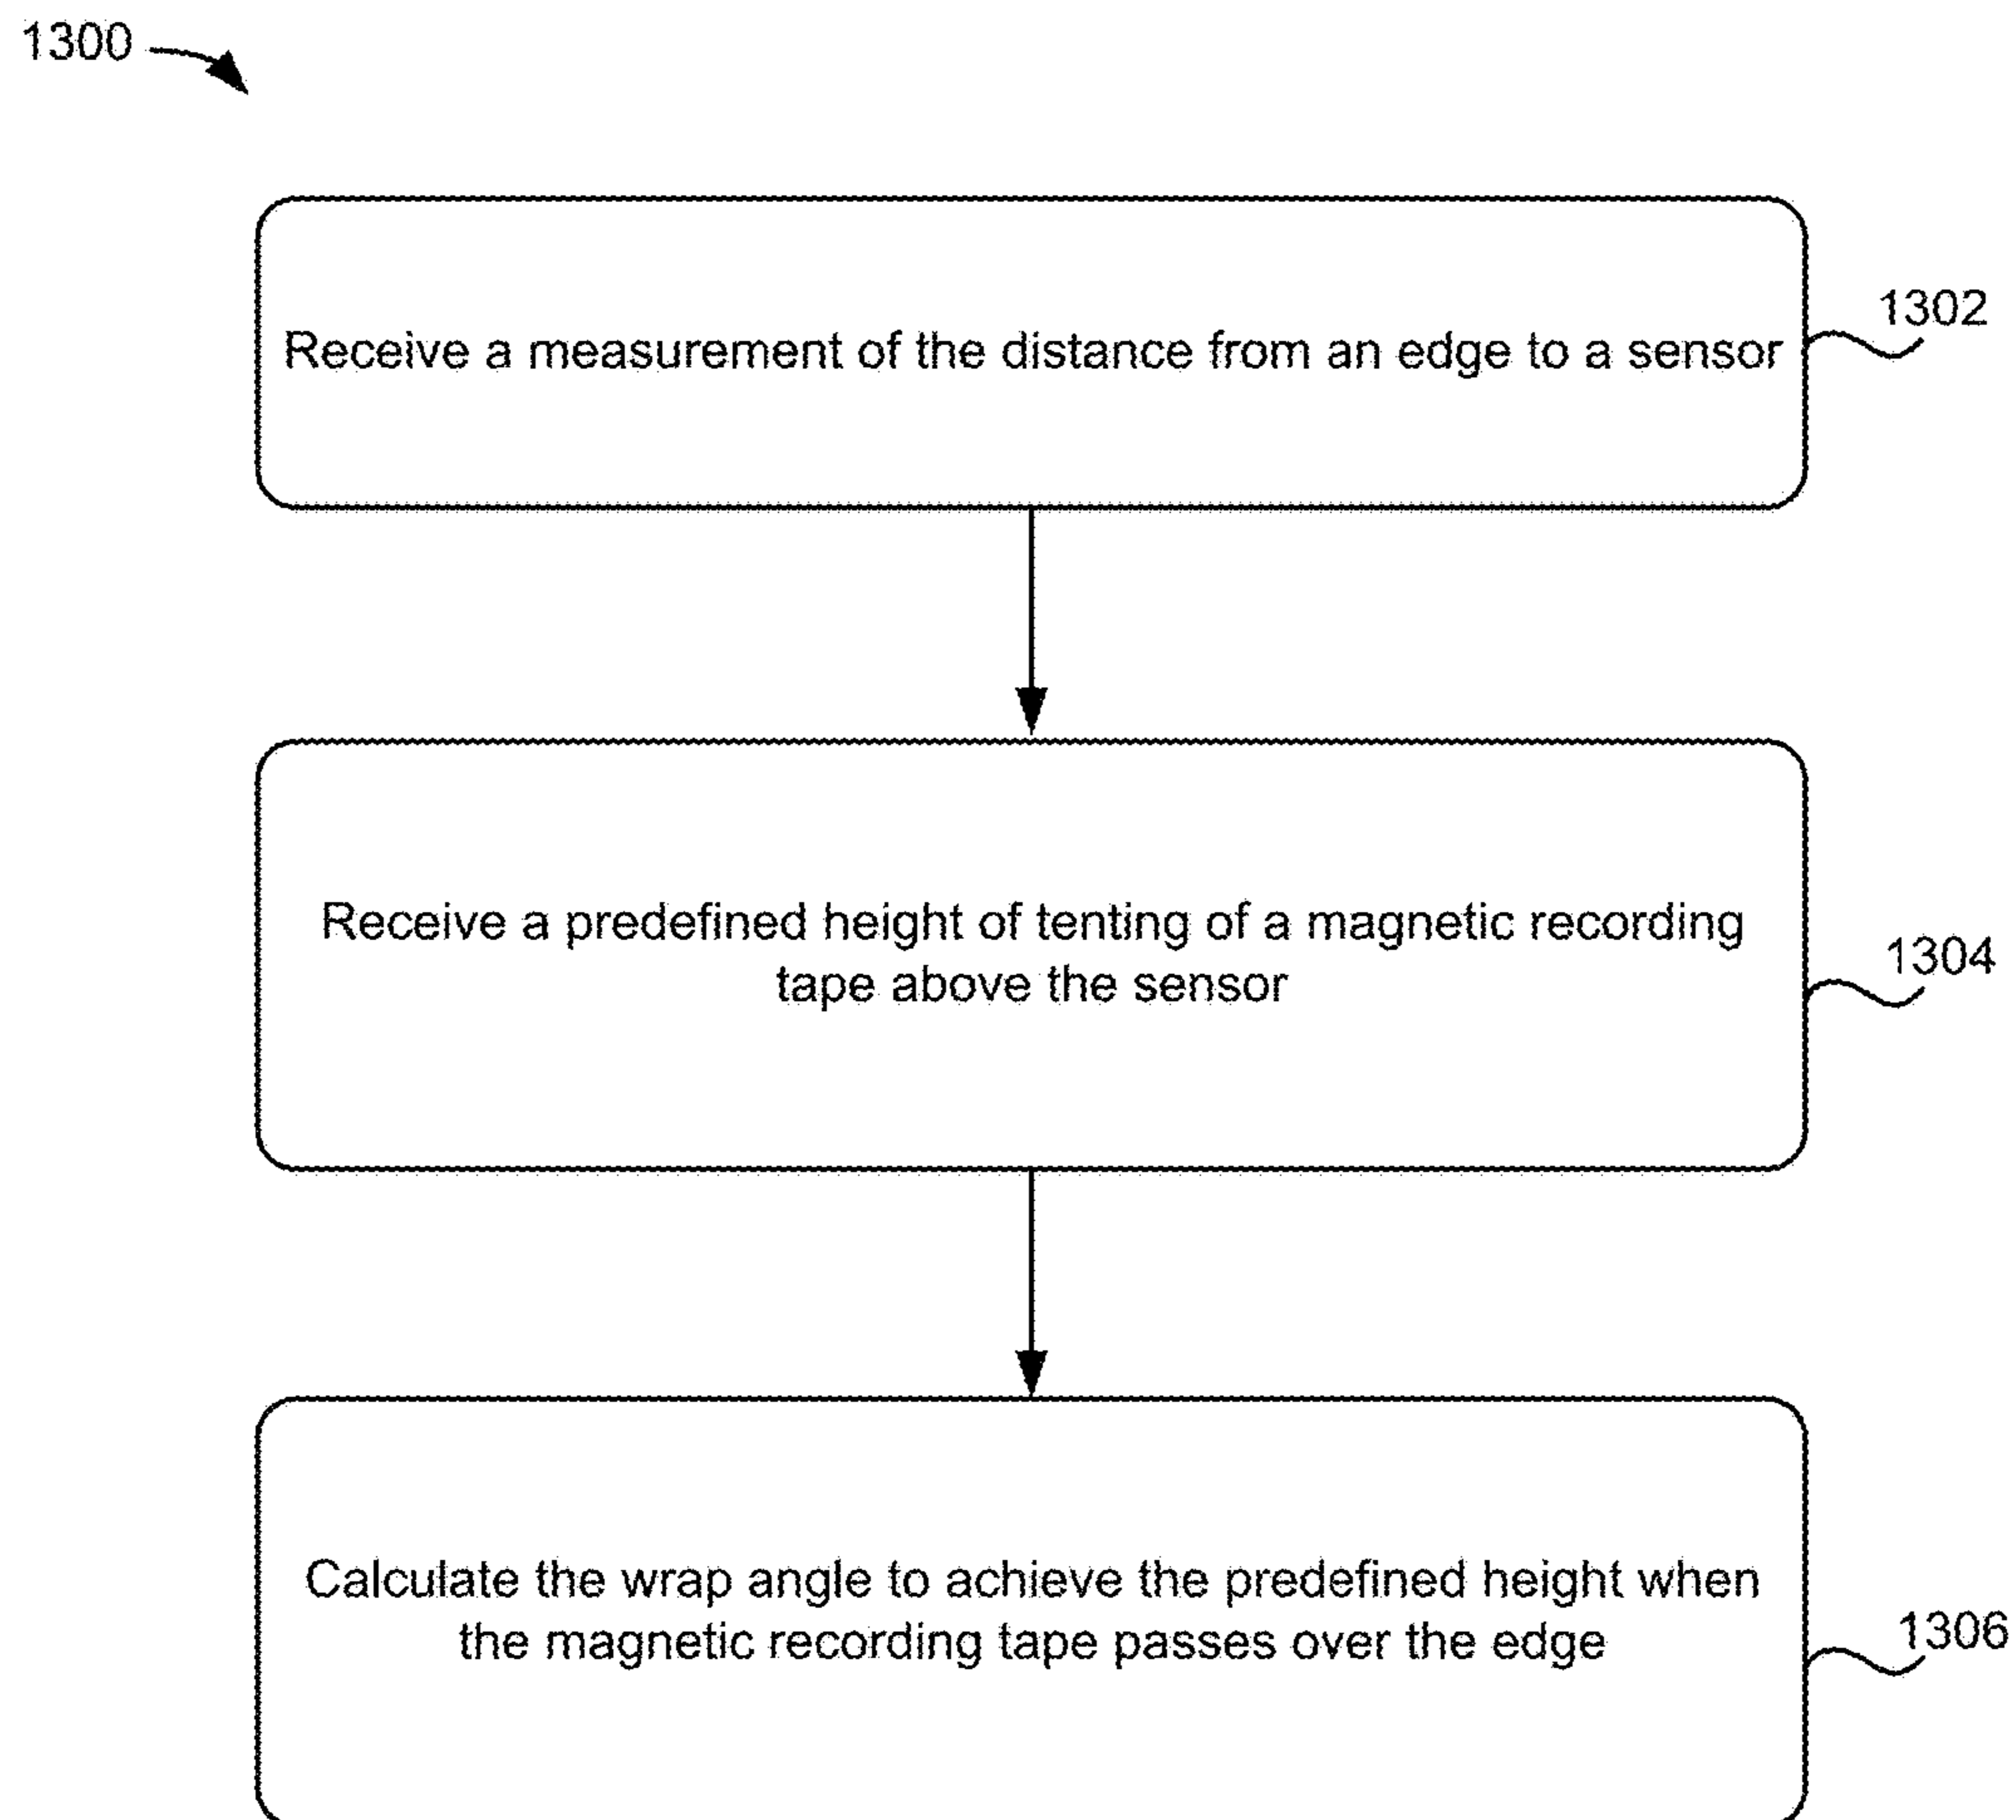 1300
Receive a measurement of the distance from an edge to a sensor
1302
Receive a predefined height of tenting of a magnetic recording
tape above the sensor
1304
Calculate the wrap angle to achieve the predefined height when
the magnetic recording tape passes over the edge
1306